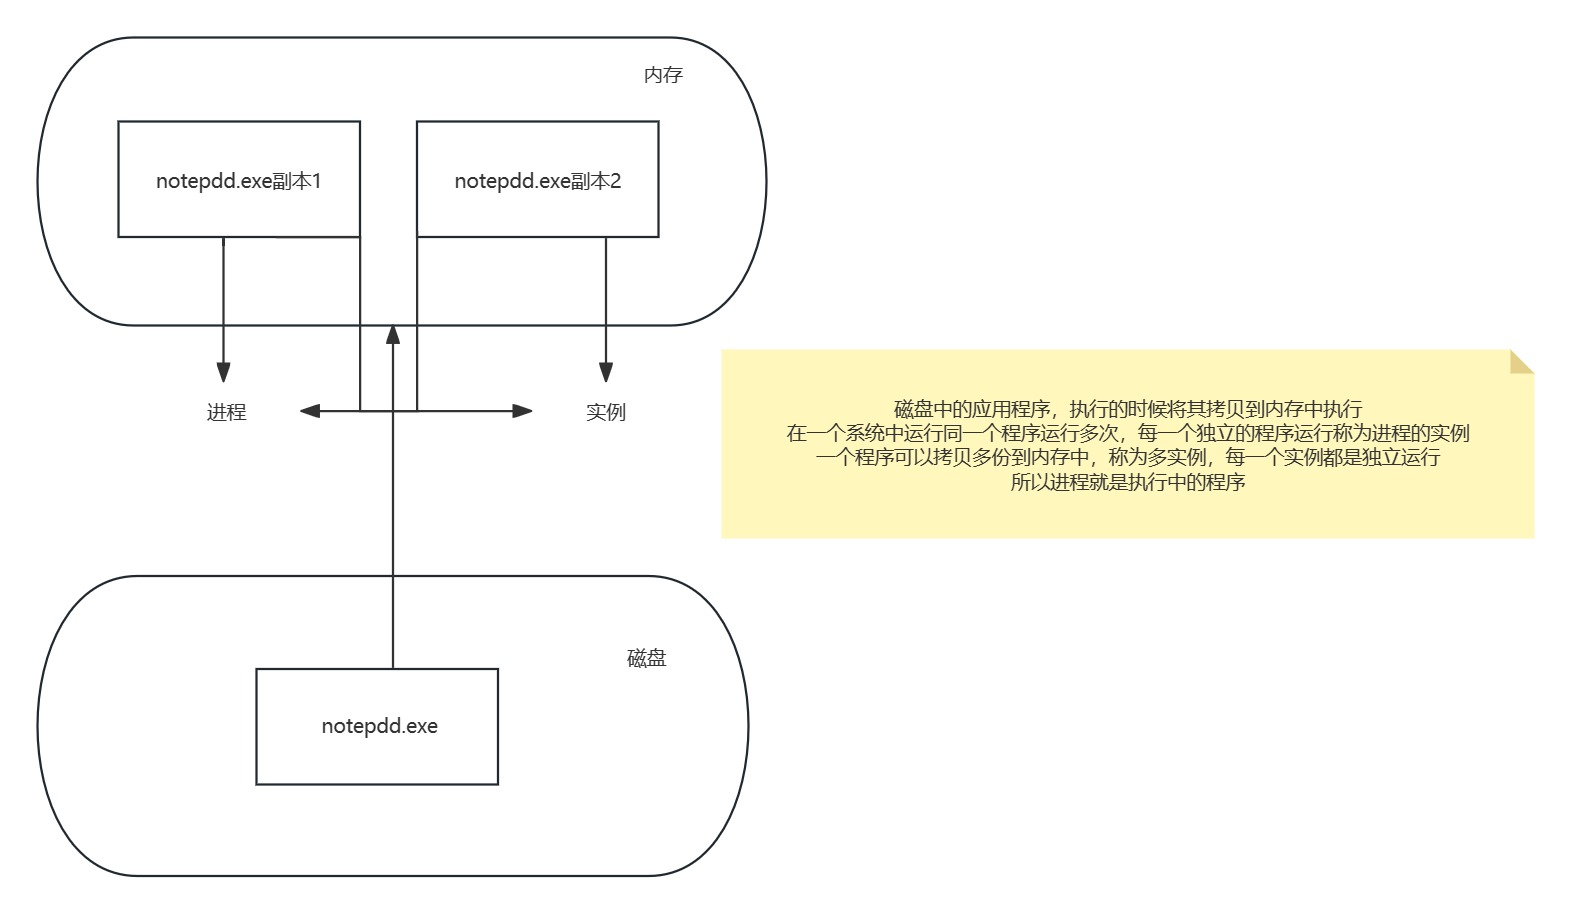 内存
notepdd.exe副本1
notepdd.exe副本2
进程
实例
磁盘中的应用程序，执行的时候将其拷贝到内存中执行
在一个系统中运行同一个程序运行多次，每一个独立的程序运行称为进程的实例
一个程序可以拷贝多份到内存中，称为多实例，每一个实例都是独立运行
所以进程就是执行中的程序
磁盘
notepdd.exe